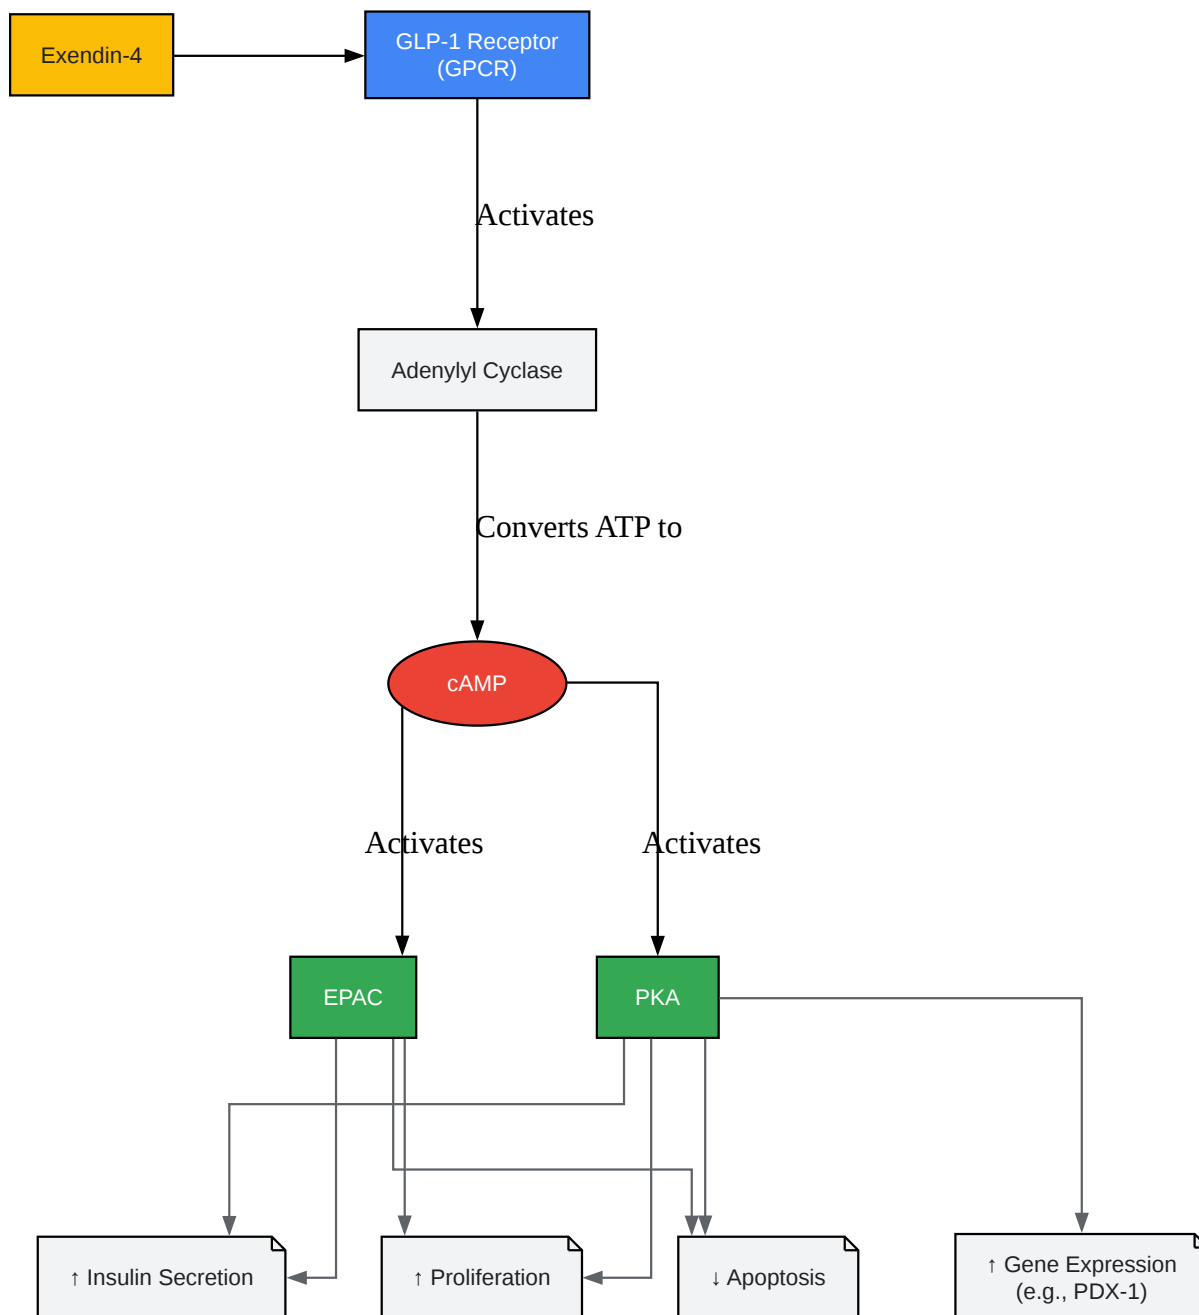 Exendin-4
GLP-1 Receptor
(GPCR)
Activates
Adenylyl Cyclase
Converts ATP to
cAMP
Activates
Activates
EPAC
PKA
↑ Insulin Secretion
↑ Proliferation
↓ Apoptosis
↑ Gene Expression
(e.g., PDX-1)